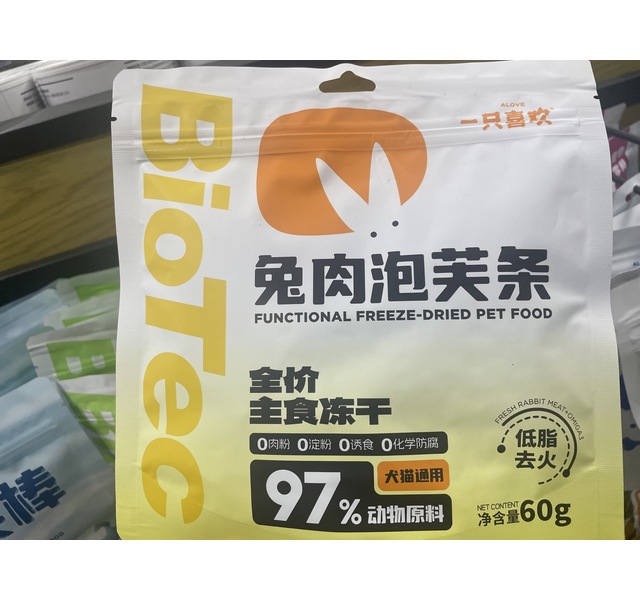 ALOVE
一只喜欢
BioTec
兔肉泡芙条
FUNCTIONAL FREEZE-DRIED PET FOOD
全价
主食冻干
0肉粉 0淀粉 0诱食 0化学防腐
97%动物原料
犬猫通用
FRESH RABBIT MEAT+OMEGA3
低脂
去火
NET CONTENT
净含量60g
棒